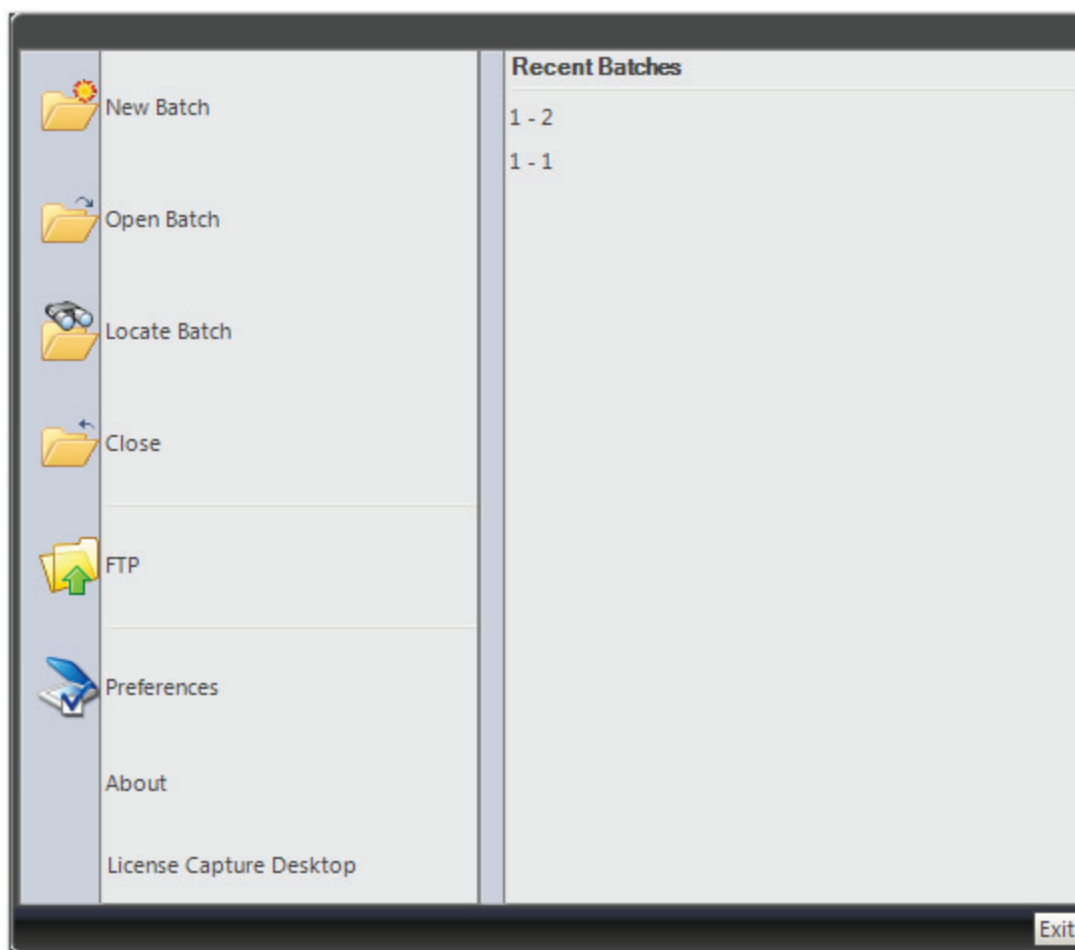 New Batch
Open Batch
Locate Batch
Close
FTP
Preferences
About
License Capture Desktop
Recent Batches
1 - 2
1 - 1
Exit